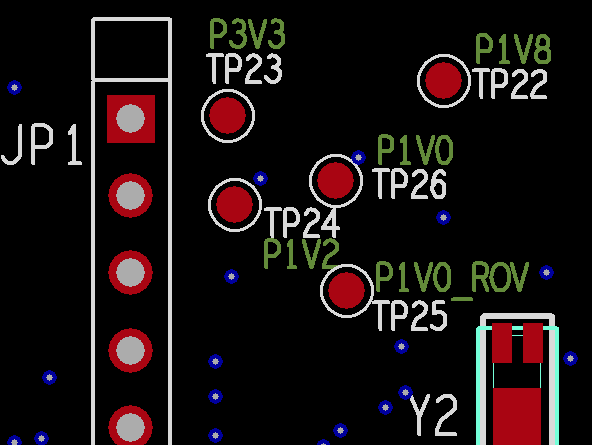 P3V3
TP23
P1V8
TP22
JP1
P1V0
TP26
TP24
P1V2
P1V0_ROV
TP25
Y2